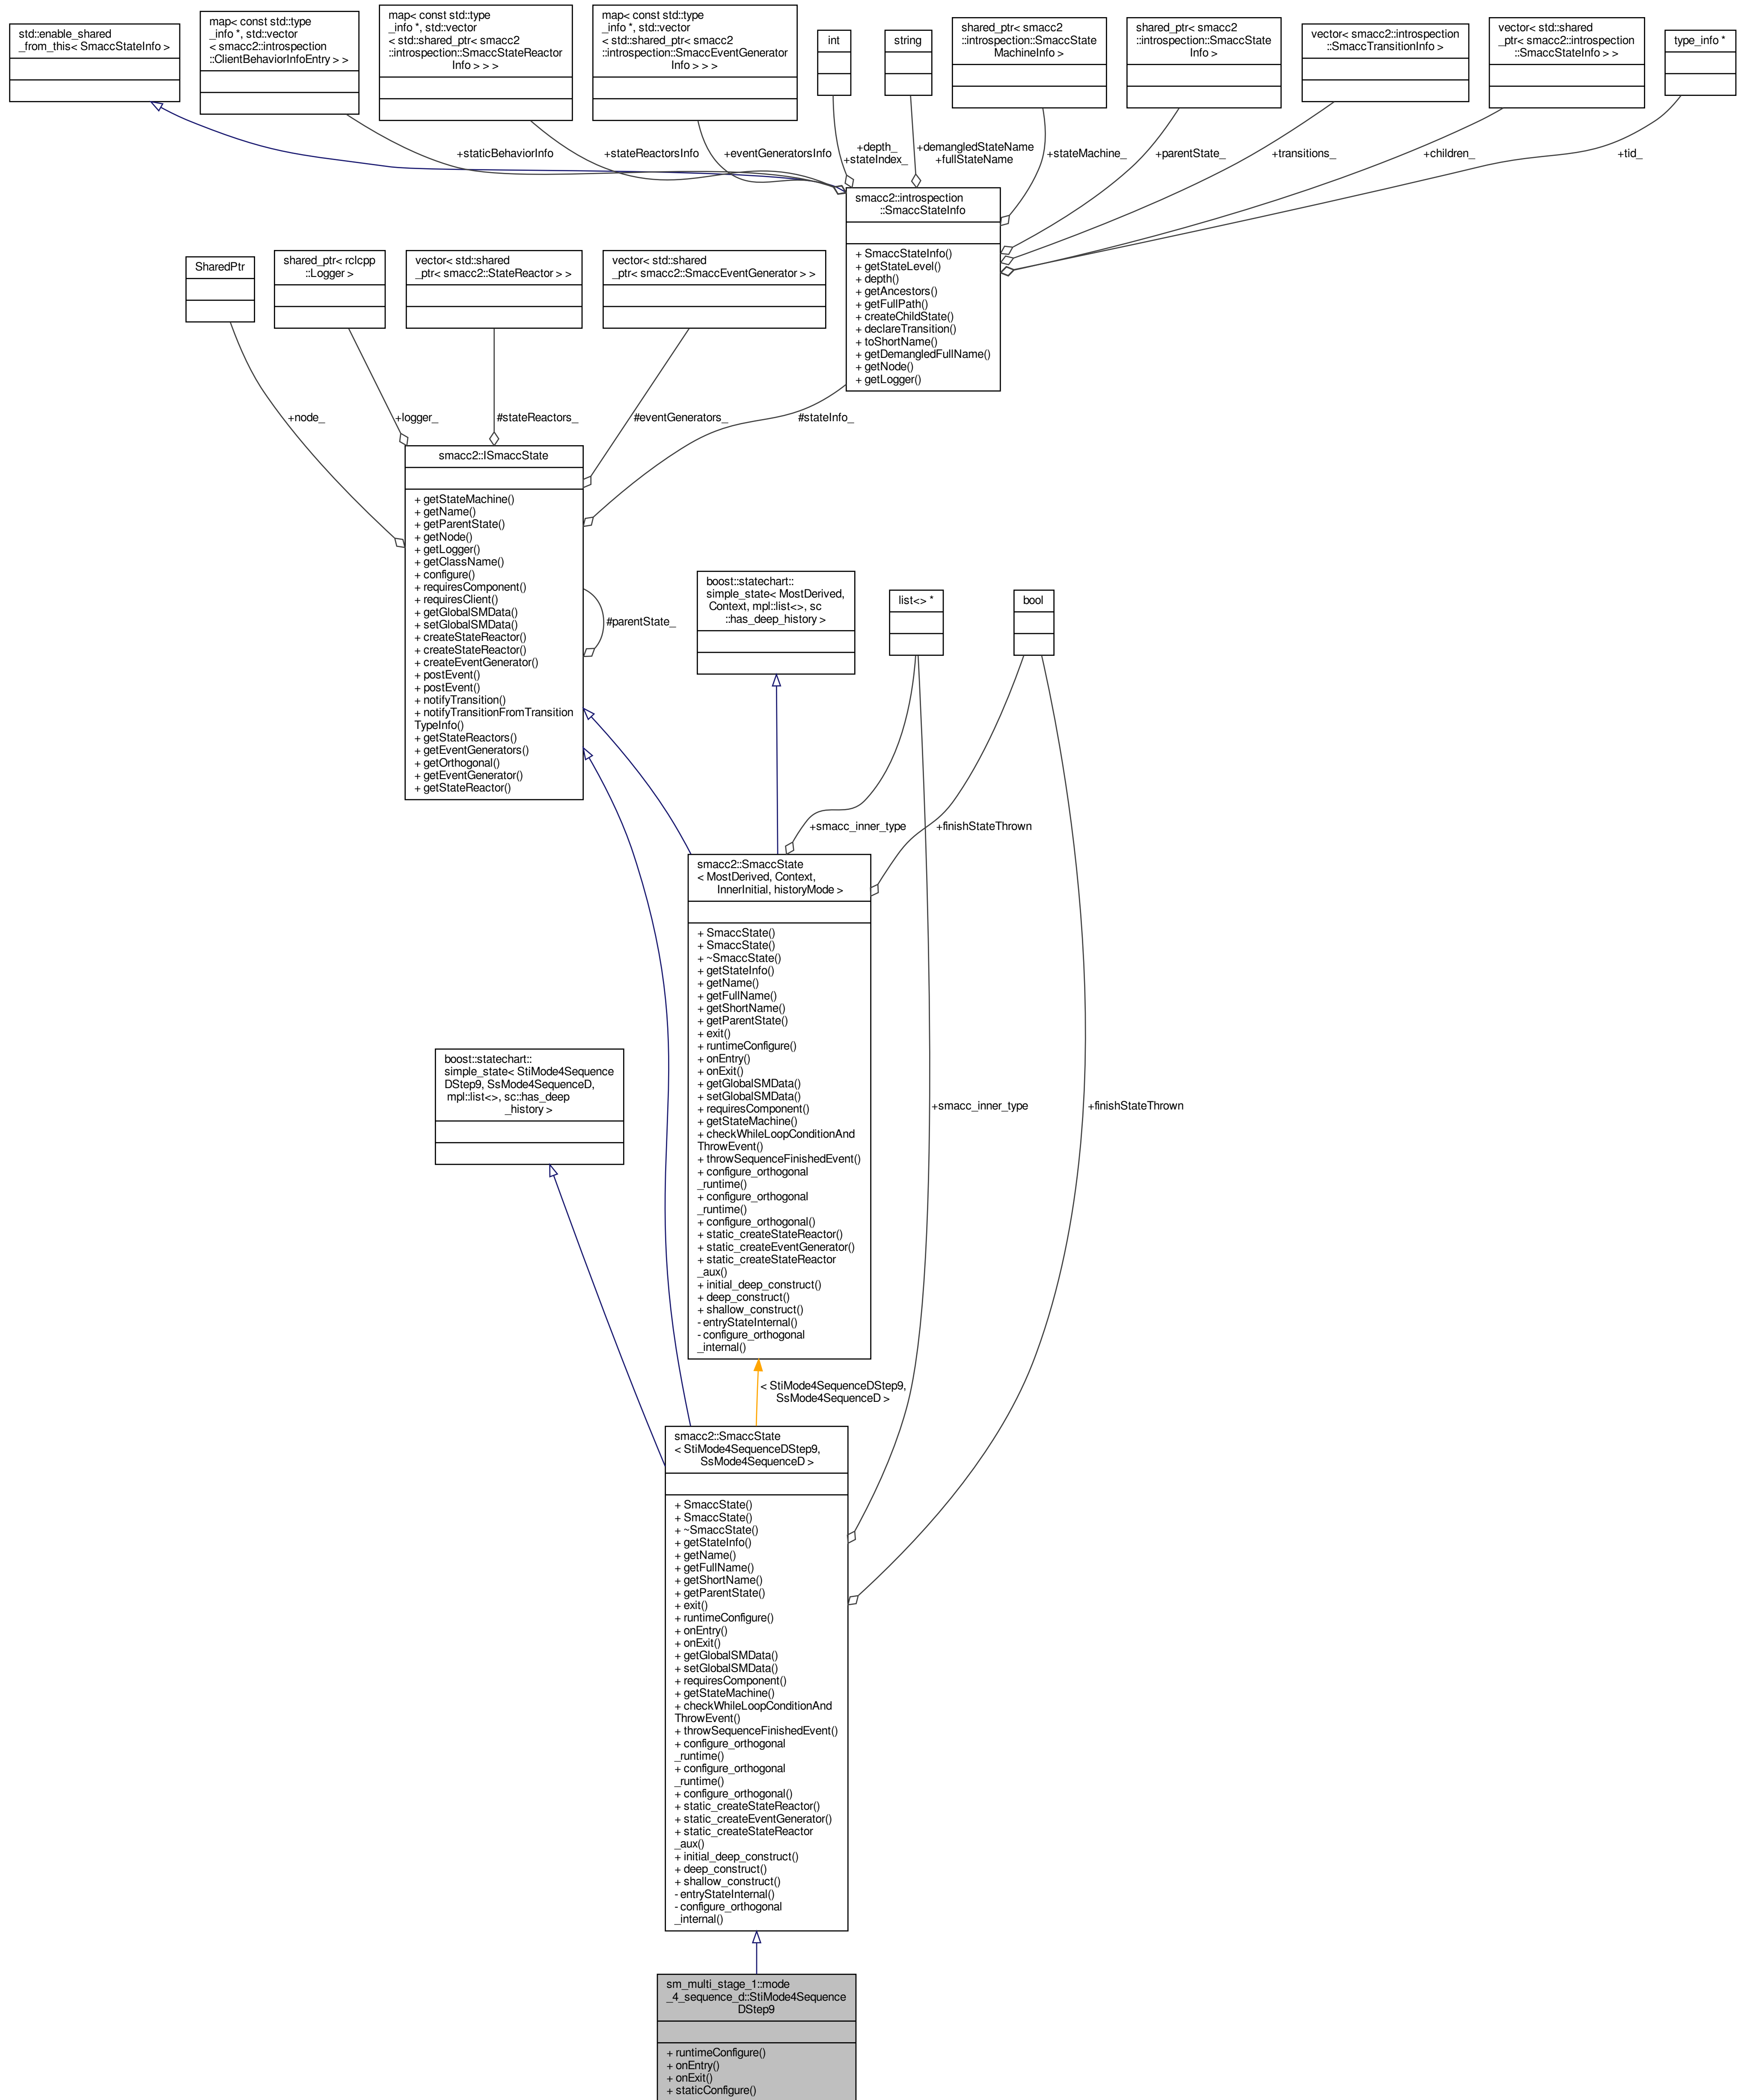 std::enable_shared
_from_this< SmaccStateInfo >
map< const std::type
_info *, std::vector
< smacc2::introspection
::ClientBehaviorInfoEntry > >
map< const std::type
_info *, std::vector
< std::shared_ptr< smacc2
::introspection::SmaccStateReactor
Info > > >
map< const std::type
_info *, std::vector
< std::shared_ptr< smacc2
::introspection::SmaccEventGenerator
Info > > >
int
string
shared_ptr< smacc2
::introspection::SmaccState
MachineInfo >
shared_ptr< smacc2
::introspection::SmaccState
Info >
vector< smacc2::introspection
::SmaccTransitionInfo >
vector< std::shared
_ptr< smacc2::introspection
::SmaccStateInfo > >
type_info *
+staticBehaviorInfo
+stateReactorsInfo
+eventGeneratorsInfo
+depth_
+stateIndex_
+demangledStateName
+fullStateName
+stateMachine_
+parentState_
+transitions_
+children_
+tid_
smacc2::introspection
::SmaccStateInfo
+ SmaccStateInfo()
+ getStateLevel()
+ depth()
+ getAncestors()
+ getFullPath()
+ createChildState()
+ declareTransition()
+ toShortName()
+ getDemangledFullName()
+ getNode()
+ getLogger()
SharedPtr
shared_ptr< rclcpp
::Logger >
vector< std::shared
_ptr< smacc2::StateReactor > >
vector< std::shared
_ptr< smacc2::SmaccEventGenerator > >
+node_
+logger_
#stateReactors_
#eventGenerators_
#stateInfo_
smacc2::ISmaccState
+ getStateMachine()
+ getName()
+ getParentState()
+ getNode()
+ getLogger()
+ getClassName()
+ configure()
+ requiresComponent()
+ requiresClient()
+ getGlobalSMData()
+ setGlobalSMData()
+ createStateReactor()
+ createStateReactor()
+ createEventGenerator()
+ postEvent()
+ postEvent()
+ notifyTransition()
+ notifyTransitionFromTransition
TypeInfo()
+ getStateReactors()
+ getEventGenerators()
+ getOrthogonal()
+ getEventGenerator()
+ getStateReactor()
#parentState_
boost::statechart::
simple_state< MostDerived,
Context, mpl::list<>, sc
::has_deep_history >
list<> *
bool
+smacc_inner_type
+finishStateThrown
smacc2::SmaccState
< MostDerived, Context,
InnerInitial, historyMode >
+ SmaccState()
+ SmaccState()
+ ~SmaccState()
+ getStateInfo()
+ getName()
+ getFullName()
+ getShortName()
+ getParentState()
+ exit()
+ runtimeConfigure()
+ onEntry()
+ onExit()
+ getGlobalSMData()
+ setGlobalSMData()
+ requiresComponent()
+ getStateMachine()
+ checkWhileLoopConditionAnd
ThrowEvent()
+ throwSequenceFinishedEvent()
+ configure_orthogonal
_runtime()
+ configure_orthogonal
_runtime()
+ configure_orthogonal()
+ static_createStateReactor()
+ static_createEventGenerator()
+ static_createStateReactor
_aux()
+ initial_deep_construct()
+ deep_construct()
+ shallow_construct()
- entryStateInternal()
- configure_orthogonal
_internal()
boost::statechart::
simple_state< StiMode4Sequence
DStep9, SsMode4SequenceD,
mpl::list<>, sc::has_deep
_history >
+smacc_inner_type
+finishStateThrown
< StiMode4SequenceDStep9,
SsMode4SequenceD >
smacc2::SmaccState
< StiMode4SequenceDStep9,
SsMode4SequenceD >
+ SmaccState()
+ SmaccState()
+ ~SmaccState()
+ getStateInfo()
+ getName()
+ getFullName()
+ getShortName()
+ getParentState()
+ exit()
+ runtimeConfigure()
+ onEntry()
+ onExit()
+ getGlobalSMData()
+ setGlobalSMData()
+ requiresComponent()
+ getStateMachine()
+ checkWhileLoopConditionAnd
ThrowEvent()
+ throwSequenceFinishedEvent()
+ configure_orthogonal
_runtime()
+ configure_orthogonal
_runtime()
+ configure_orthogonal()
+ static_createStateReactor()
+ static_createEventGenerator()
+ static_createStateReactor
_aux()
+ initial_deep_construct()
+ deep_construct()
+ shallow_construct()
- entryStateInternal()
- configure_orthogonal
_internal()
sm_multi_stage_1::mode
_4_sequence_d::StiMode4Sequence
DStep9
+ runtimeConfigure()
+ onEntry()
+ onExit()
+ staticConfigure()